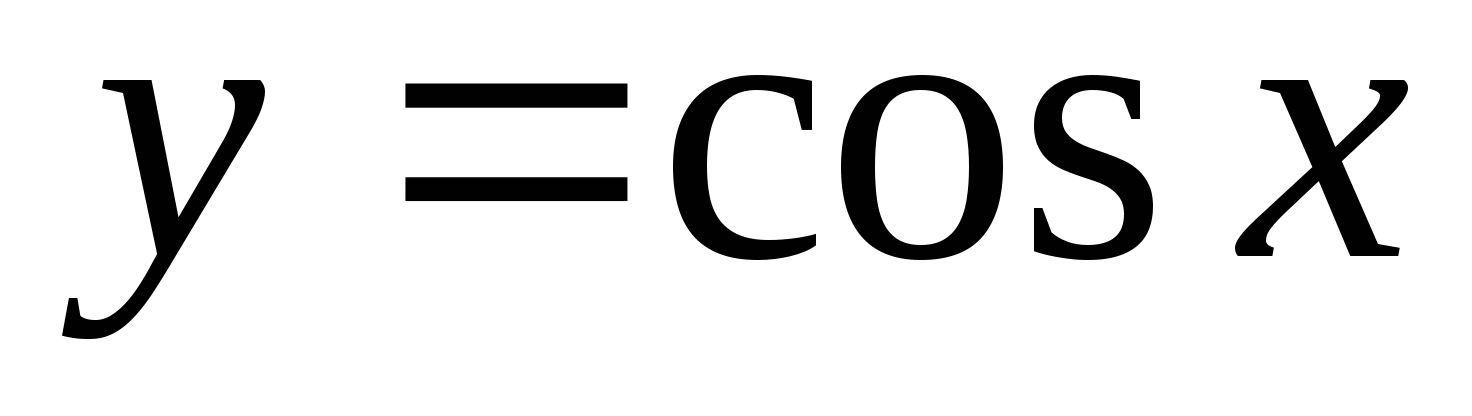 y = cos x